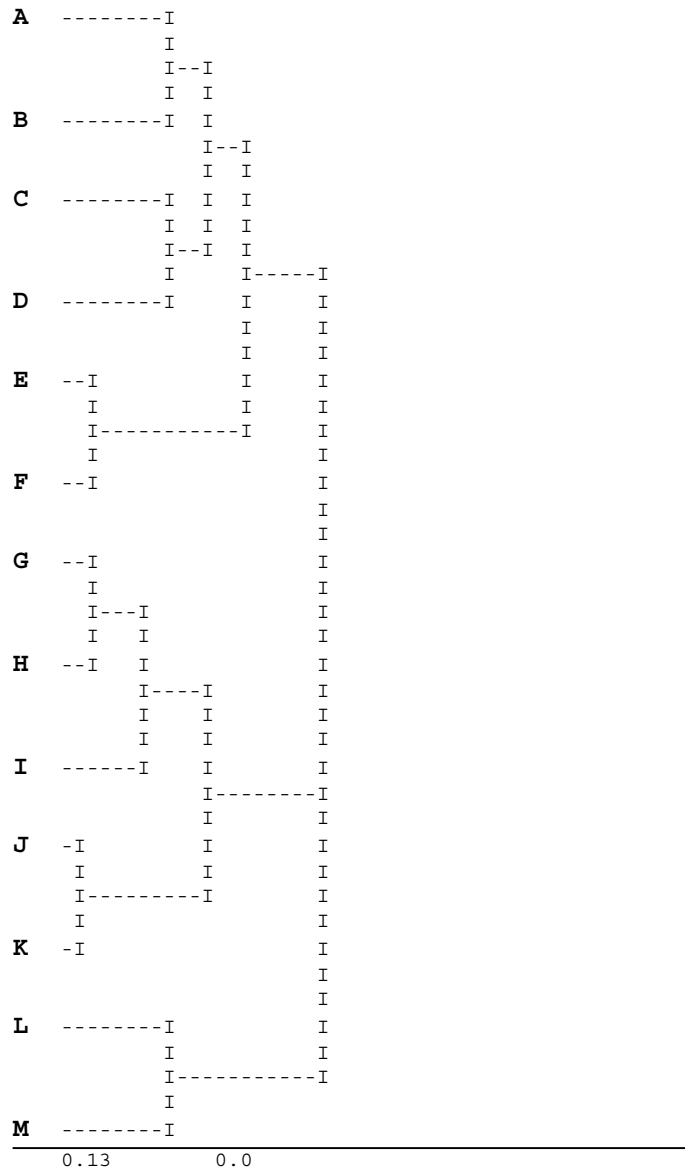 A   --------I
            I
            I--I
            I  I
B   --------I  I
               I--I
               I  I
C   --------I  I  I
            I  I  I
            I--I  I
            I     I-----I
D   --------I     I     I
                  I     I
                  I     I
E   --I           I     I
      I           I     I
      I-----------I     I
      I                 I
F   --I                 I
                        I
                        I
G   --I                 I
      I                 I
      I---I             I
      I   I             I
H   --I   I             I
          I----I        I
          I    I        I
          I    I        I
I   ------I    I        I
               I--------I
               I        I
J   -I         I        I
     I         I        I
     I---------I        I
     I                  I
K   -I                  I
                        I
                        I
L   --------I           I
            I           I
            I-----------I
            I
M   --------I
0.13 0.0